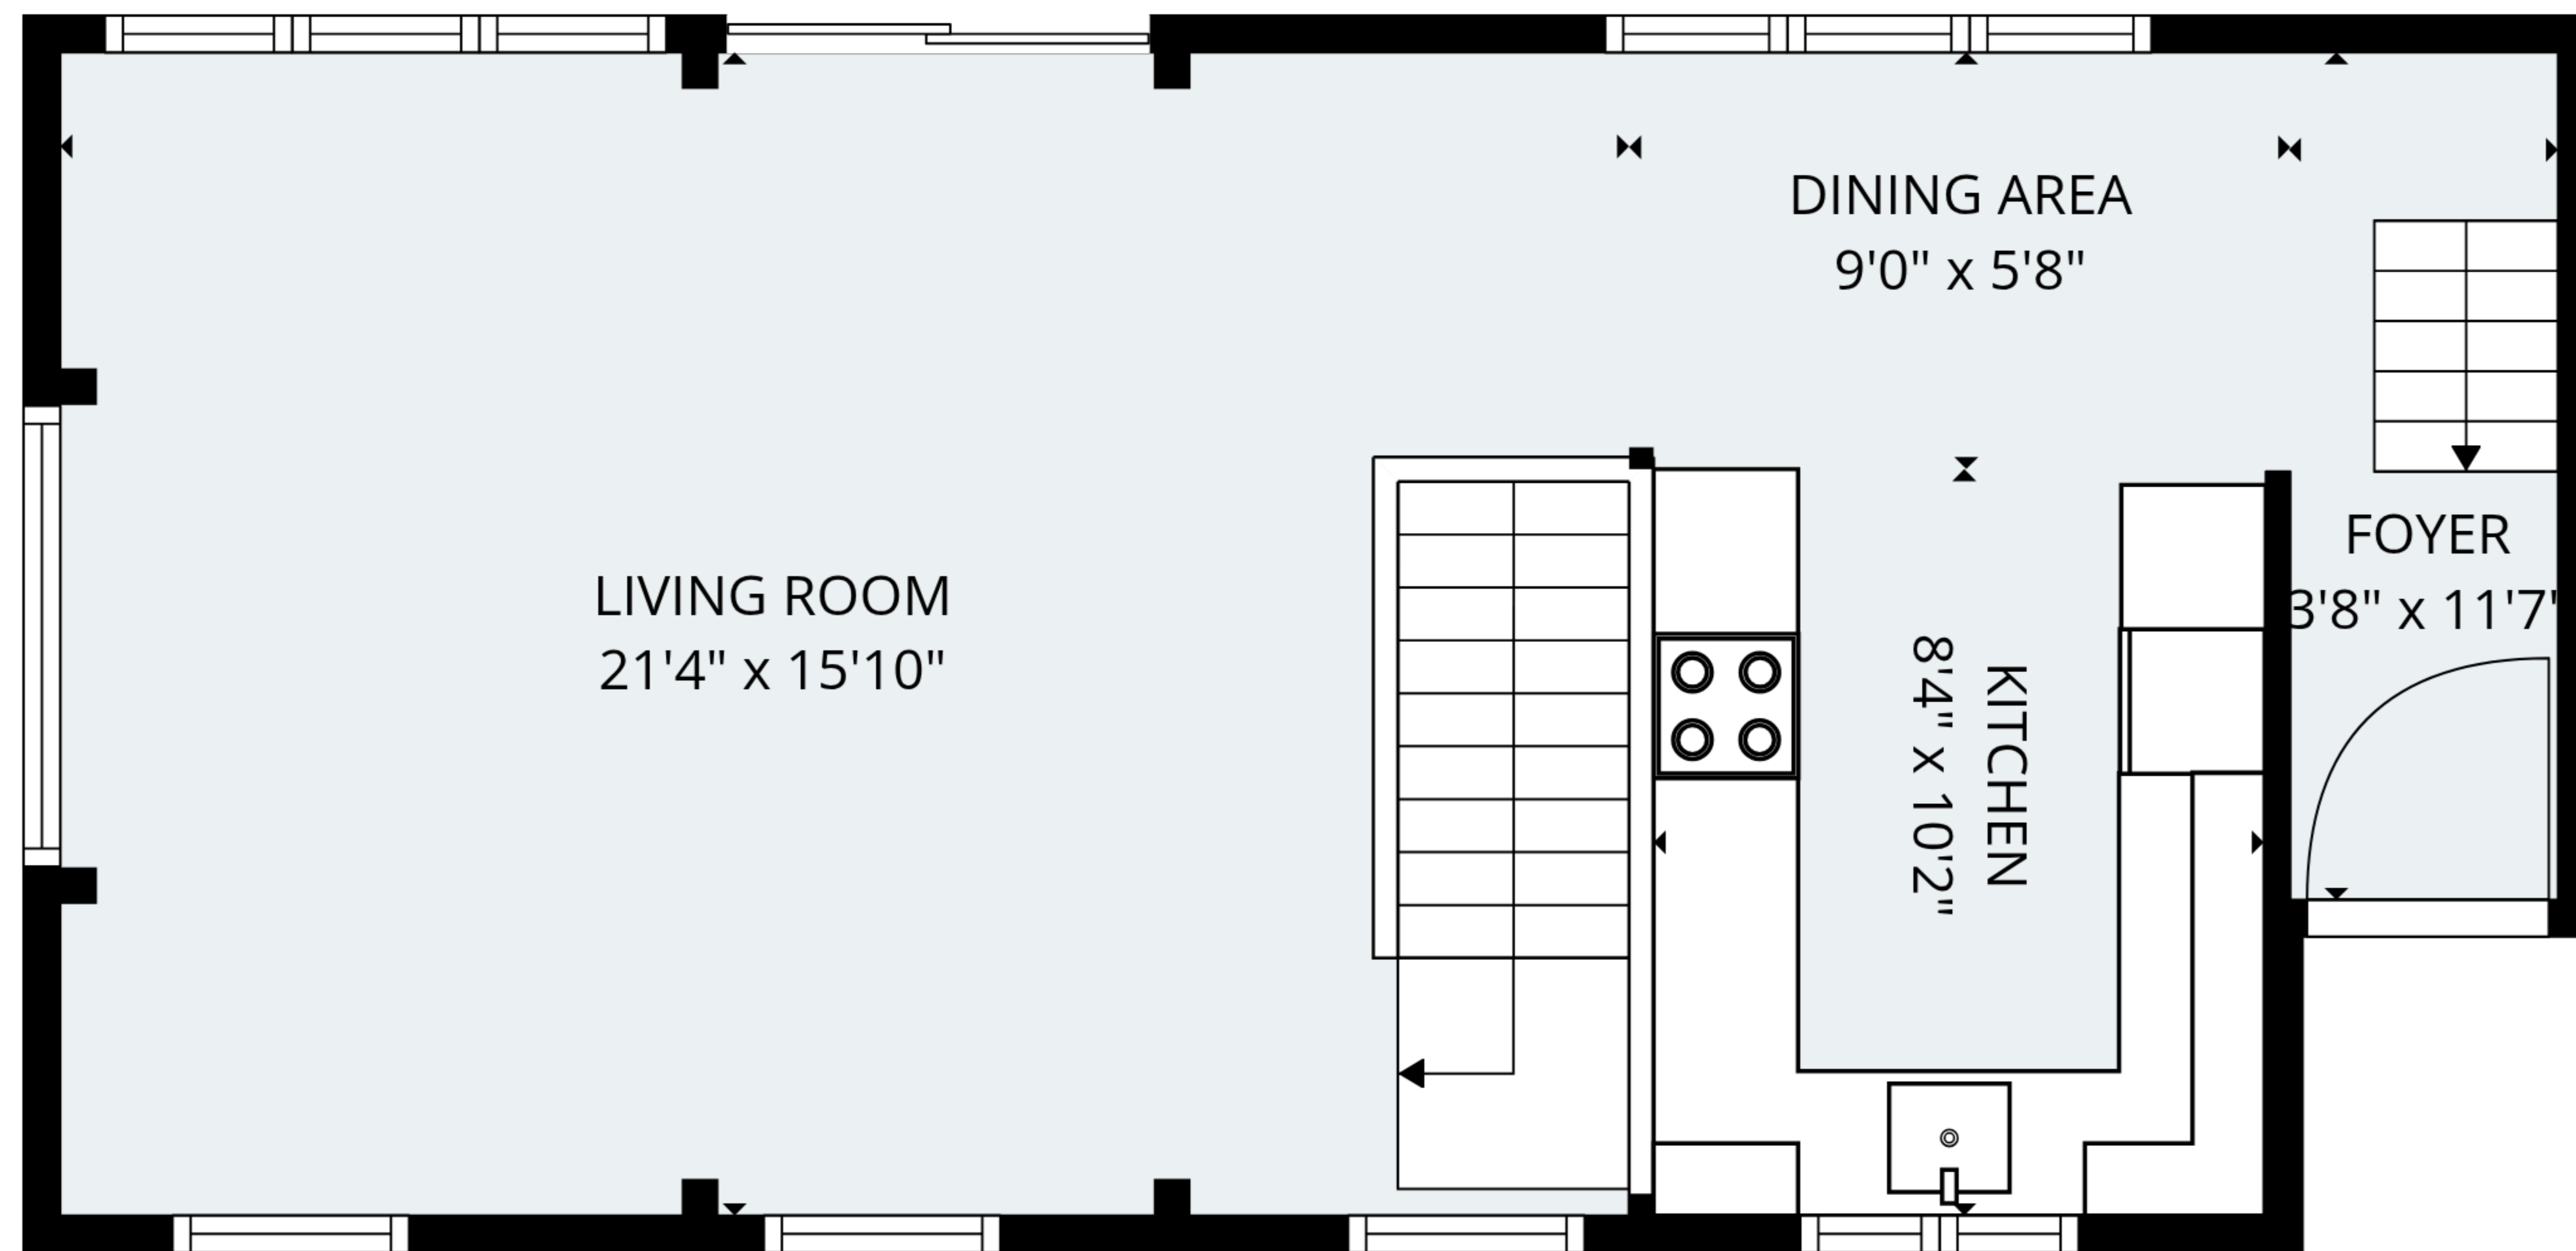 DINING AREA
9'0" x 5'8"
LIVING ROOM
21'4" x 15'10"
KITCHEN
8'4" x 10'2"
FOYER
3'8" x 11'7"